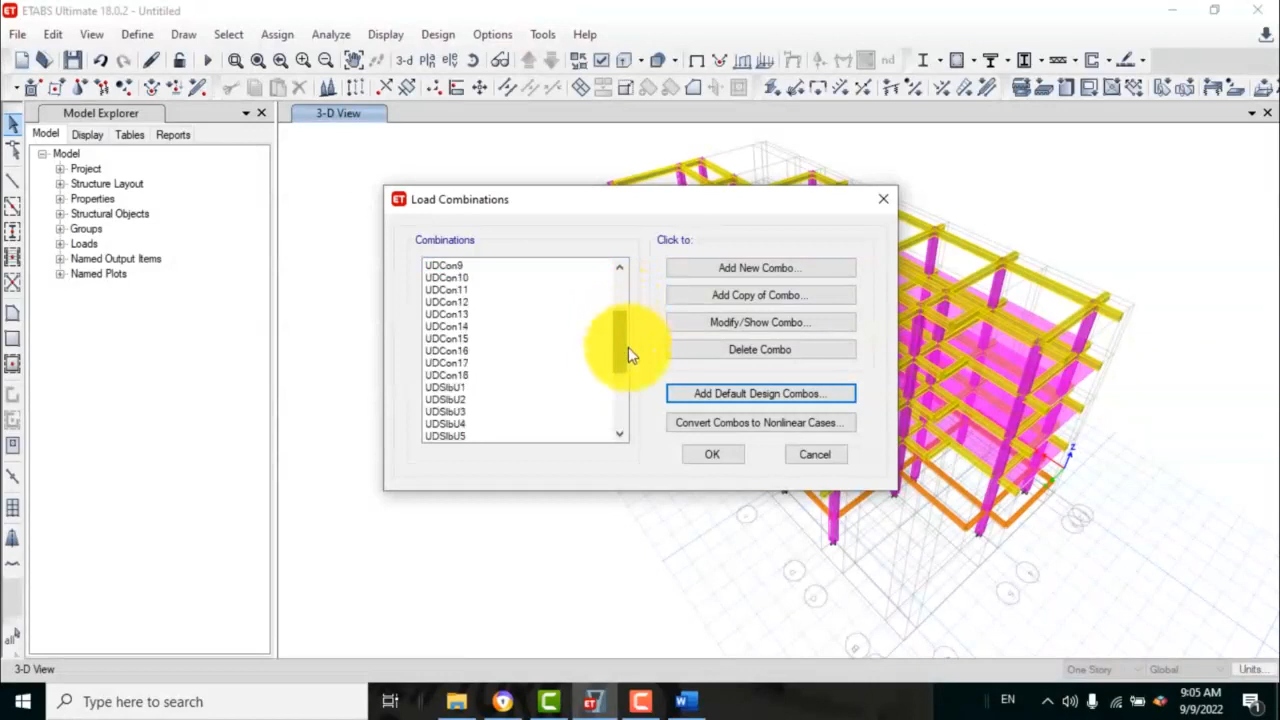 ETABS Ultimate 18.0.2 - Untitled
File Edit View Define Draw Select Assign Analyze Display Design Options Tools Help
3-d nd
Model Explorer
3-D View
Model Display Tables Reports
Model
Project
Structure Layout
Properties
Structural Objects
Groups
Loads
Named Output Items
Named Plots
Load Combinations
Combinations
UDCon9
UDCon10
UDCon11
UDCon12
UDCon13
UDCon14
UDCon15
UDCon16
UDCon17
UDCon18
UDSlbU1
UDSlbU2
UDSlbU3
UDSlbU4
UDSlbU5
Click to:
Add New Combo...
Add Copy of Combo...
Modify/Show Combo...
Delete Combo
Add Default Design Combos...
Convert Combos to Nonlinear Cases...
OK Cancel
Z
all
3-D View
One Story Global Units...
Type here to search
EN
9:05 AM
9/9/2022